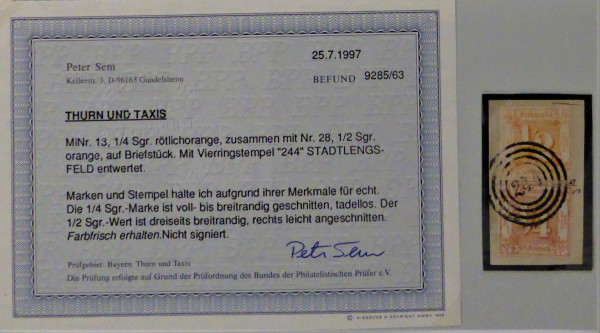 Peter Sem
Kellerstr. 3, D-96163 Gundelsheim
25.7.1997
BEFUND 9285/63
THURN UND TAXIS
MiNr. 13, 1/4 Sgr. rötlichorange, zusammen mit Nr. 28, 1/2 Sgr.
orange, auf Briefstück. Mit Vierringstempel "244" STADTLENGS-
FELD entwertet.
Marken und Stempel halte ich aufgrund ihrer Merkmale für echt.
Die 1/4 Sgr.-Marke ist voll- bis breitrandig geschnitten, tadellos. Der
1/2 Sgr.-Wert ist dreiseits breitrandig, rechts leicht angeschnitten.
Farbfrisch erhalten.Nicht signiert.
Petr Sem
Prüfgebiet: Bayern, Thurn und Taxis
Die Prüfung erfolgte auf Grund der Prüfordnung des Bundes der Philatelistischen Prüfer e.V.